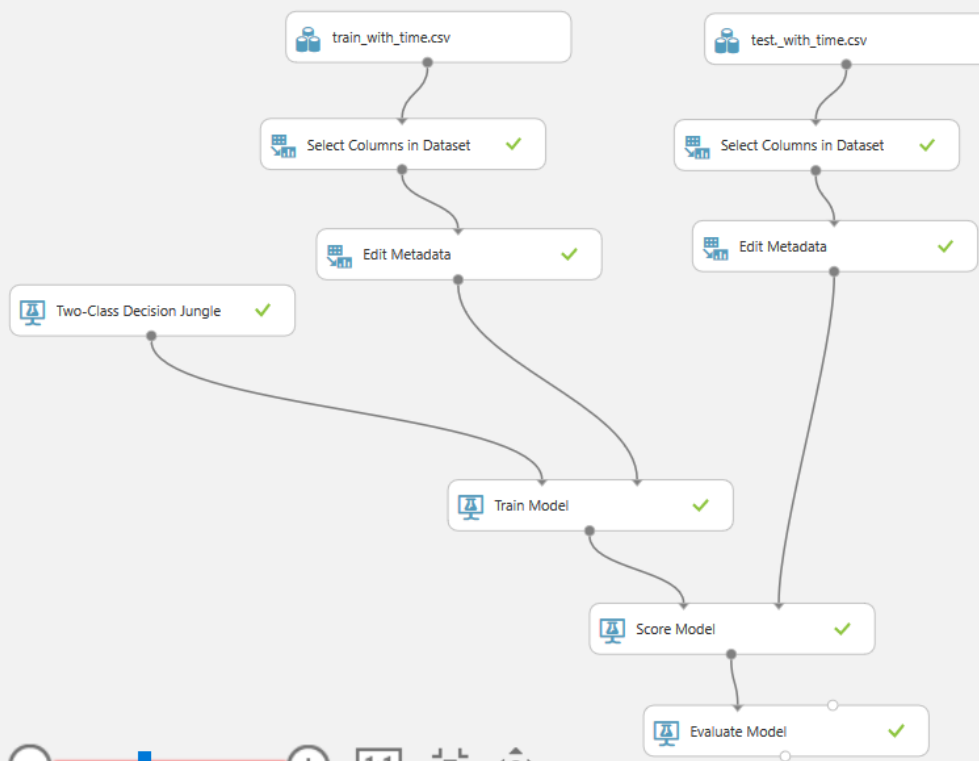 train_with_time.csv
test._with_time.csv
Select Columns in Dataset
Select Columns in Dataset
Edit Metadata
Edit Metadata
Two-Class Decision Jungle
Train Model
Score Model
Evaluate Model